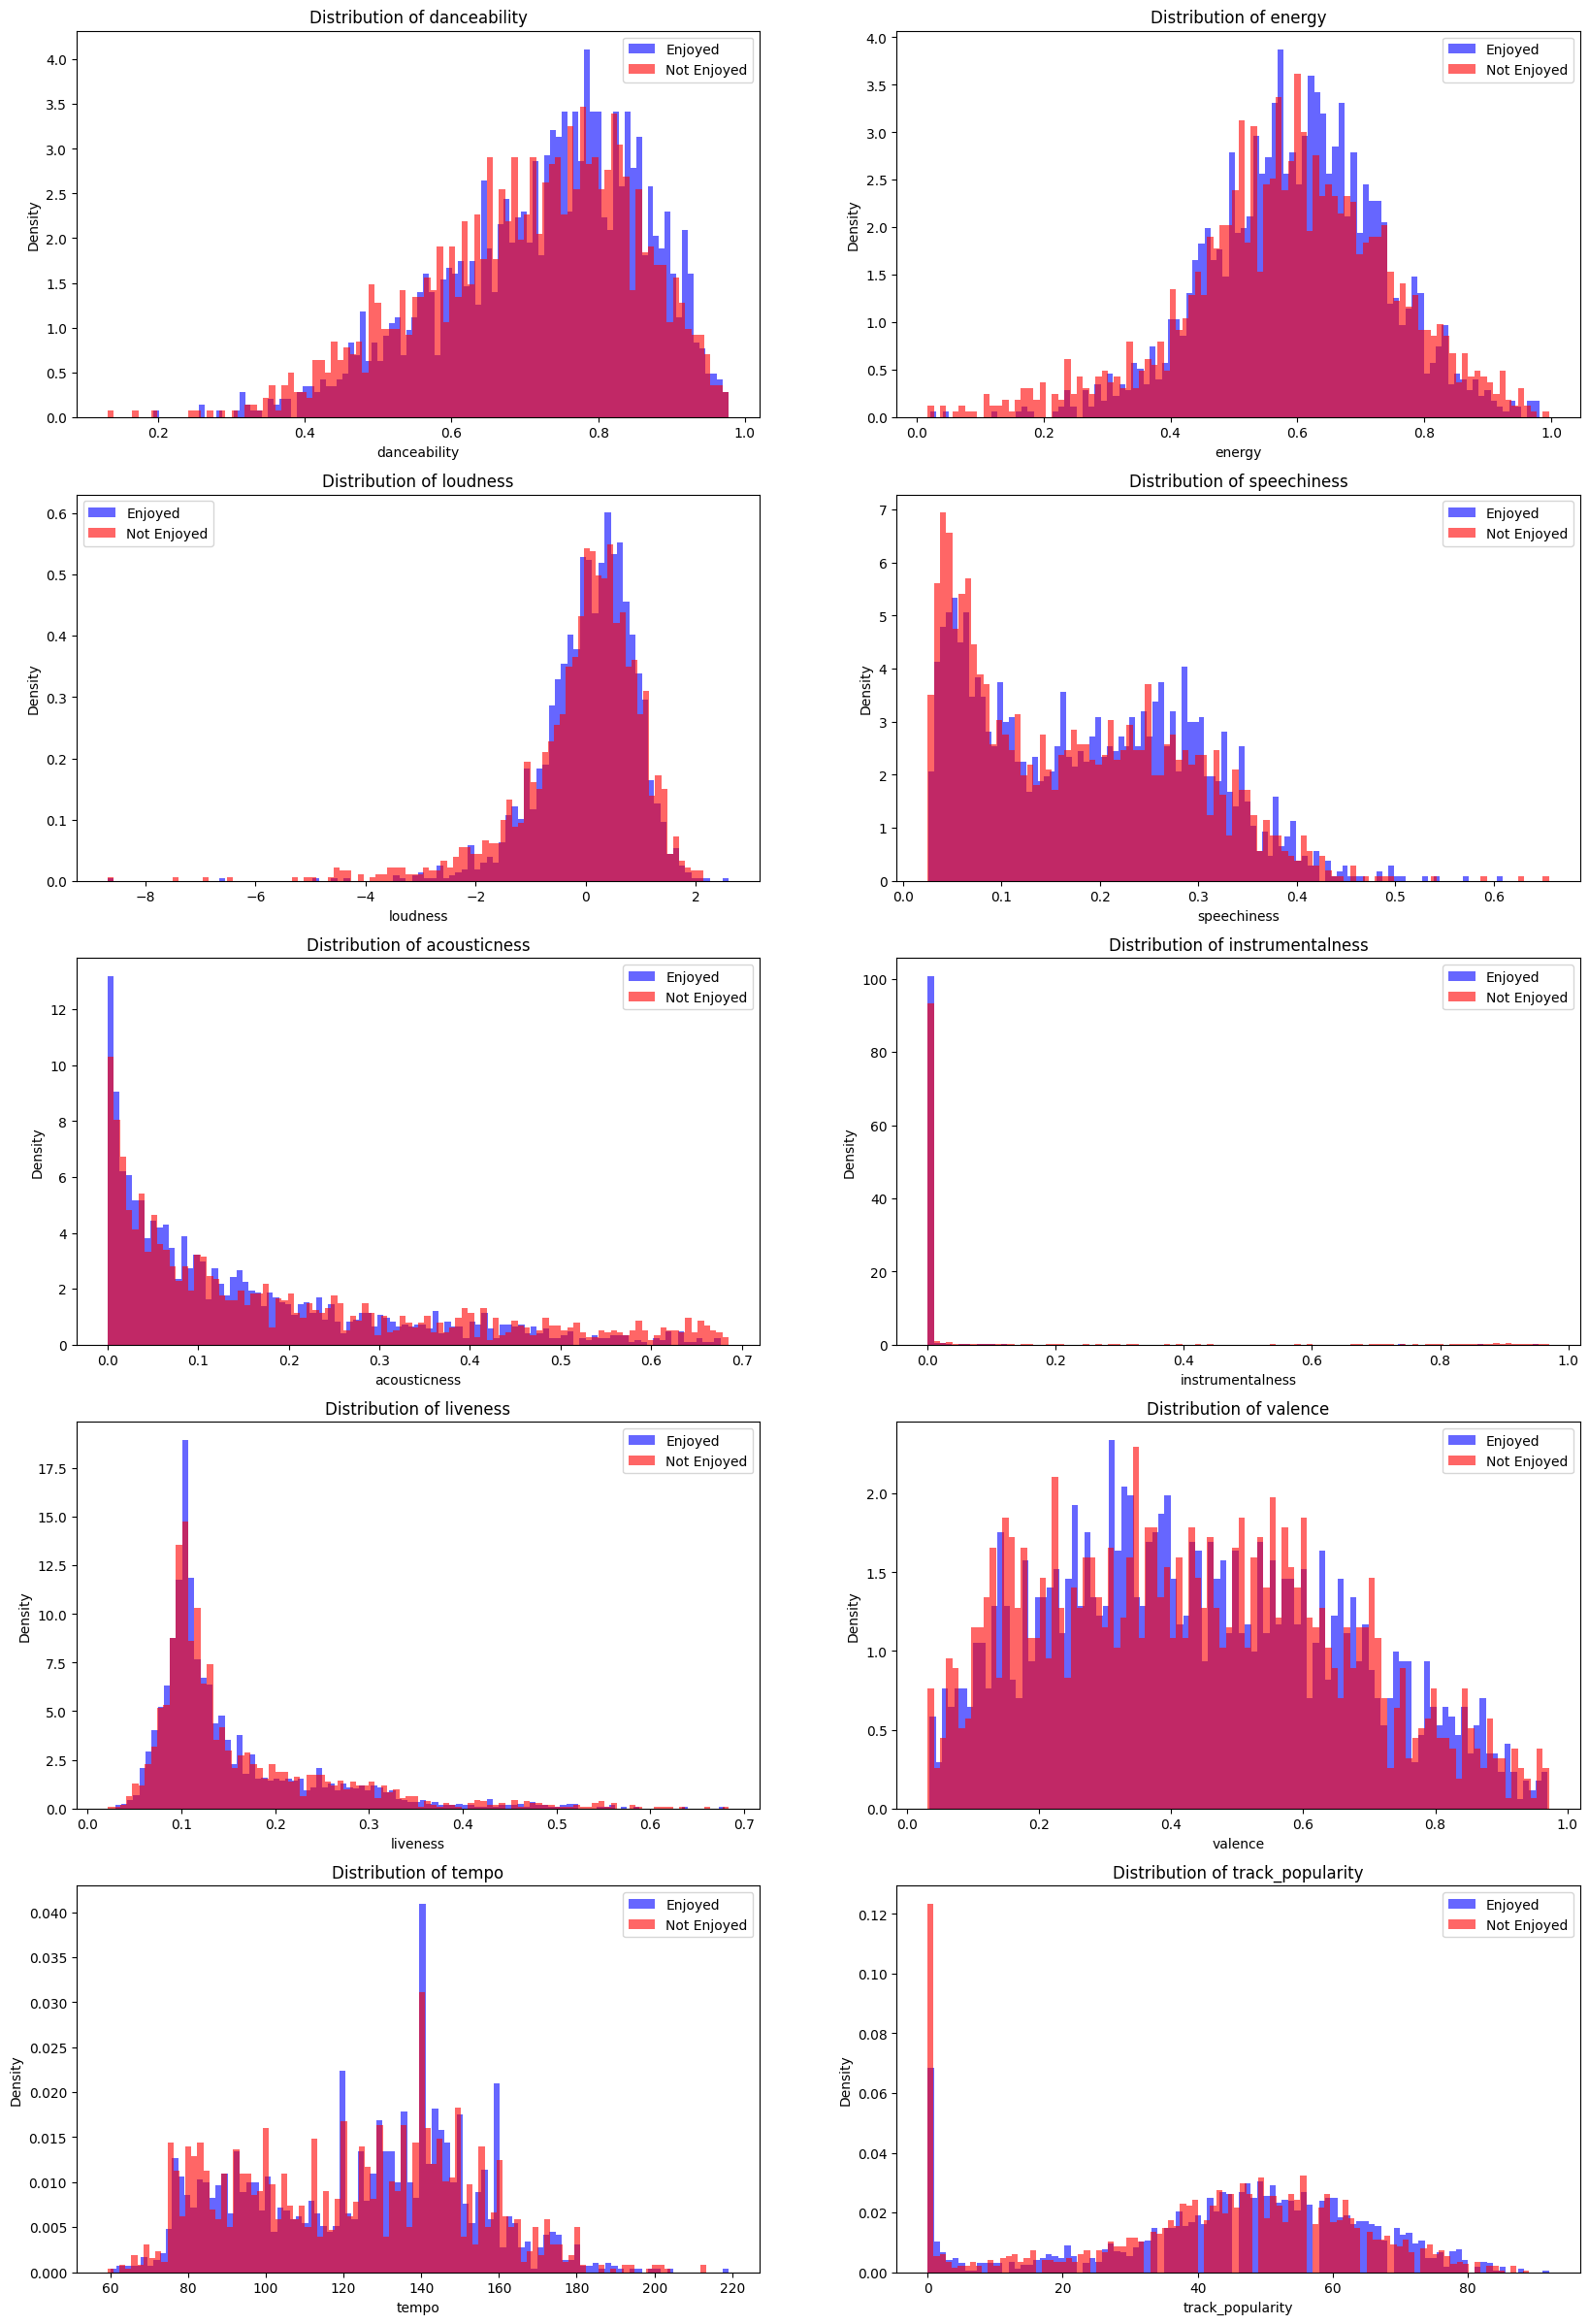 Distribution of danceability
Enjoyed
Not Enjoyed
4.0
3.5
3.0
2.5
2.0
1.5
1.0
0.5
0.0
Density
0.2
0.4
0.6
0.8
1.0
danceability
Distribution of energy
Enjoyed
Not Enjoyed
4.0
3.5
3.0
2.5
2.0
1.5
1.0
0.5
0.0
Density
0.0
0.2
0.4
0.6
0.8
1.0
energy
Distribution of loudness
Enjoyed
Not Enjoyed
0.6
0.5
0.4
0.3
0.2
0.1
0.0
Density
−8
−6
−4
−2
0
2
loudness
Distribution of speechiness
Enjoyed
Not Enjoyed
7
6
5
4
3
2
1
0
Density
0.0
0.1
0.2
0.3
0.4
0.5
0.6
speechiness
Distribution of acousticness
Enjoyed
Not Enjoyed
12
10
8
6
4
2
0
Density
0.0
0.1
0.2
0.3
0.4
0.5
0.6
0.7
acousticness
Distribution of instrumentalness
Enjoyed
Not Enjoyed
100
80
60
40
20
0
Density
0.0
0.2
0.4
0.6
0.8
1.0
instrumentalness
Distribution of liveness
Enjoyed
Not Enjoyed
17.5
15.0
12.5
10.0
7.5
5.0
2.5
0.0
Density
0.0
0.1
0.2
0.3
0.4
0.5
0.6
0.7
liveness
Distribution of valence
Enjoyed
Not Enjoyed
2.0
1.5
1.0
0.5
0.0
Density
0.0
0.2
0.4
0.6
0.8
1.0
valence
Distribution of tempo
Enjoyed
Not Enjoyed
0.040
0.035
0.030
0.025
0.020
0.015
0.010
0.005
0.000
Density
60
80
100
120
140
160
180
200
220
tempo
Distribution of track_popularity
Enjoyed
Not Enjoyed
0.12
0.10
0.08
0.06
0.04
0.02
0.00
Density
0
20
40
60
80
track_popularity